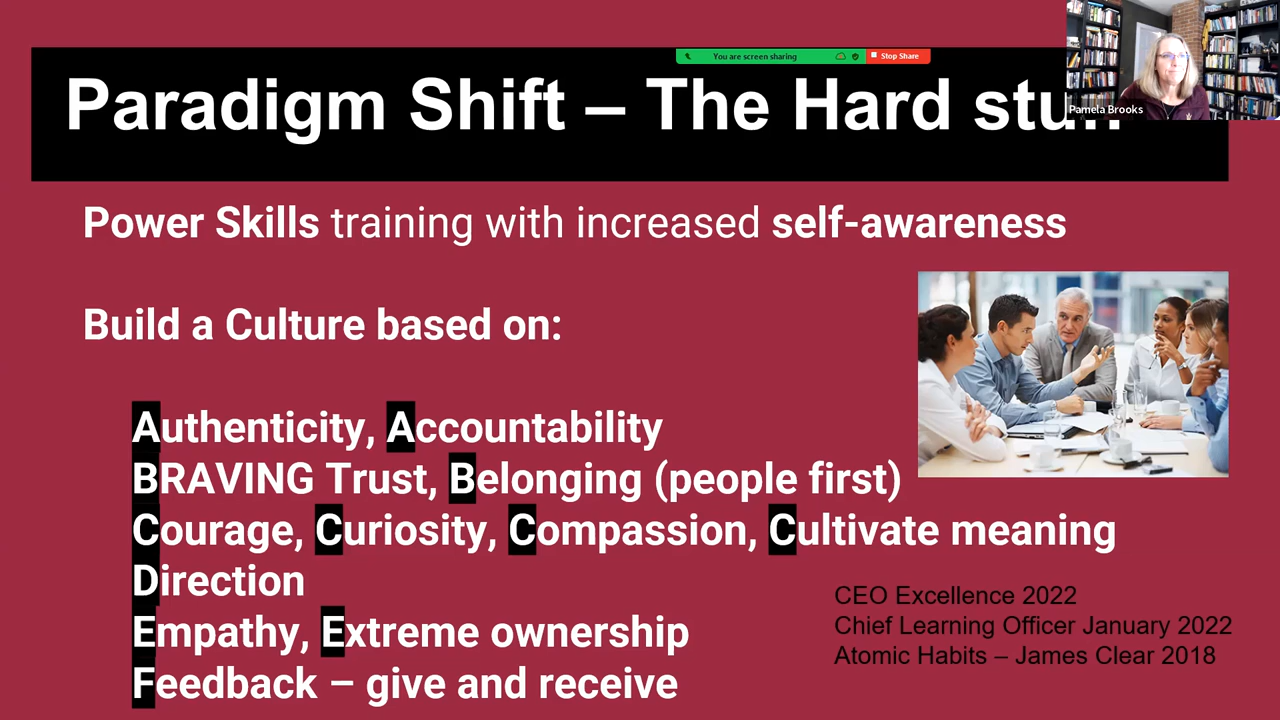 You are screen sharing Stop Share
Paradigm Shift – The Hard
Pamela Brooks
Power Skills training with increased self-awareness
Build a Culture based on:
Authenticity, Accountability
BRAVING Trust, Belonging (people first)
Courage, Curiosity, Compassion, Cultivate meaning
Direction
Empathy, Extreme ownership
Feedback – give and receive
CEO Excellence 2022
Chief Learning Officer January 2022
Atomic Habits – James Clear 2018